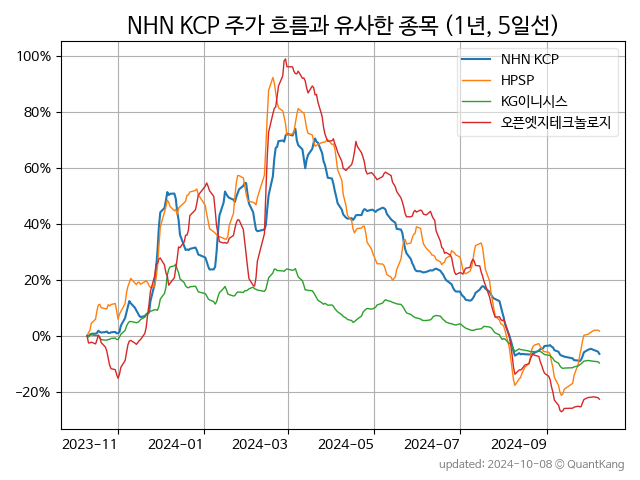 NHN KCP 주가 흐름과 유사한 종목 (1년, 5일선)
NHN KCP
HPSP
KG이니시스
오픈엣지테크놀로지
100%
80%
60%
40%
20%
0%
−20%
2023-11 2024-01 2024-03 2024-05 2024-07 2024-09
updated: 2024-10-08 © QuantKang